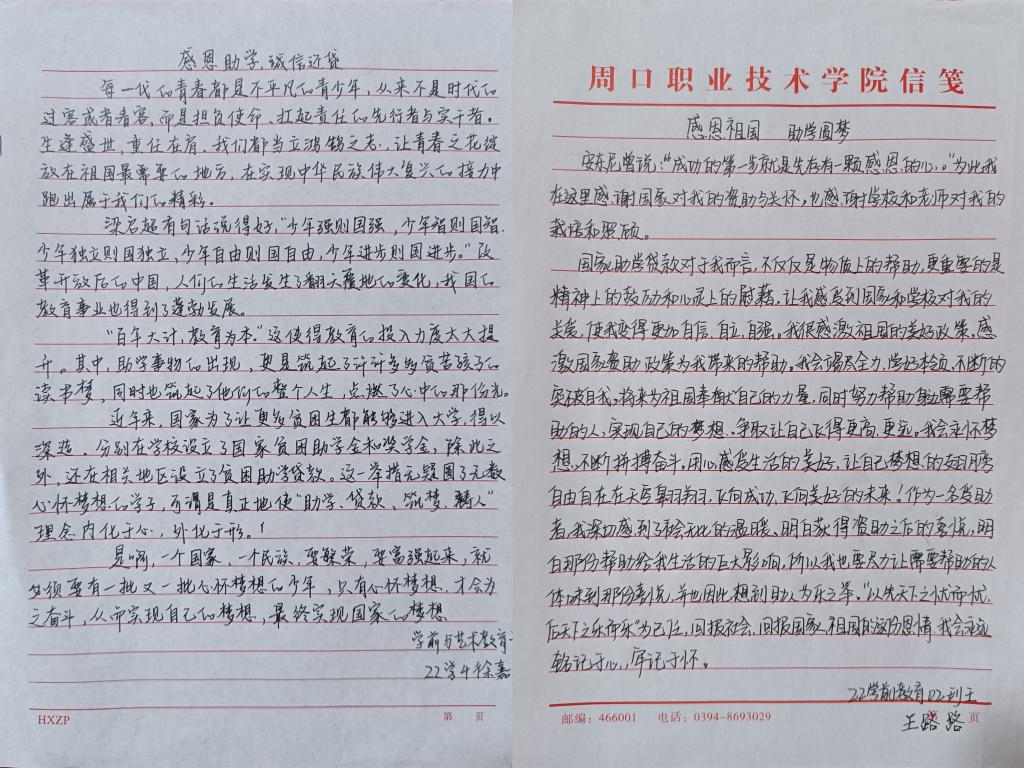 感恩助学,诚信还贷
每一代的青春都是不平凡的青少年,从来不是时代的
过客或者看客,而是担负使命、扛起责任的先行者与实干者。
生逢盛世,重任在肩,我们都当立鸿鹄之志,让青春之花绽
放在祖国最需要的地方,在实现中华民族伟大复兴的接力中
跑出属于我们的精彩。
梁启超有句话说得好,"少年强则国强,少年智则国智,
少年独立则国独立,少年自由则国自由,少年进步则国进步。"改
革开放后的中国,人们的生活发生了翻天覆地的变化,我国的
教育事业也得到了蓬勃发展。
"百年大计,教育为本."这使得教育的投入力度大大提
升。其中,助学事物的出现,更是筑起了许许多多贫苦孩子的
读书梦,同时也筑起了他们的整个人生,点燃了心中的那份光。
近年来,国家为了让更多贫困生都能够进入大学,得以
深造。分别在学校设立了国家贫困助学金和奖学金,除此之
外,还在相关地区设立了贫困助学贷款。这一举措无疑圆了无数
心怀梦想的学子,可谓是真正地使"助学、贷款、筑梦、铸人"
理念内化于心,外化于形。!
是啊,一个国家、一个民族,要繁荣,要富强起来,就
必须要有一批又一批心怀梦想的少年,只有心怀梦想,才会为
之奋斗,从而实现自己的梦想,最终实现国家的梦想
学前与艺术教育
22学4徐嘉
HXZP
第 页
周口职业技术学院信笺
感恩祖国 助学圆梦
安东尼曾说:"成功的第一步就是先存有一颗感恩的心。"为此我
在这里感谢国家对我的资助与关怀,也感谢学校和老师对我的
栽培和照顾。
国家助学贷款对于我而言,不仅仅是物质上的帮助,更重要的是
精神上的鼓励和心灵上的慰藉,让我感受到国家和学校对我的
关爱,使我变得更加自信、自立、自强。我很感激祖国的美好政策,感
激国家资助政策为我带来的帮助。我会竭尽全力,学好本领,不断的
突破自我。将来为祖国奉献自己的力量,同时努力帮助需要帮
助的人,实现自己的梦想、争取让自己飞得更高、更远。我会永怀梦
想,不断拼搏奋斗。用心感受生活的美好,让自己梦想的翅膀
自由自在在天空翱翔,飞向成功,飞向美好的未来!作为一名受助
者,我深切感到了社会无比的温暖,明白获得资助之后的喜悦,明
白那份帮助给我生活的巨大影响,所以我也要尽力让需要帮助的人
体味到那份喜悦,并也因此想到助人为乐之举。"以先天下之忧而忧,
后天下之乐而乐"为己任,回报社会、回报国家、祖国的这份恩情,我会永远
铭记于心,牢记于怀。
22学前教育02
王路路
邮编:466001 电话:0394-8693029
第 页